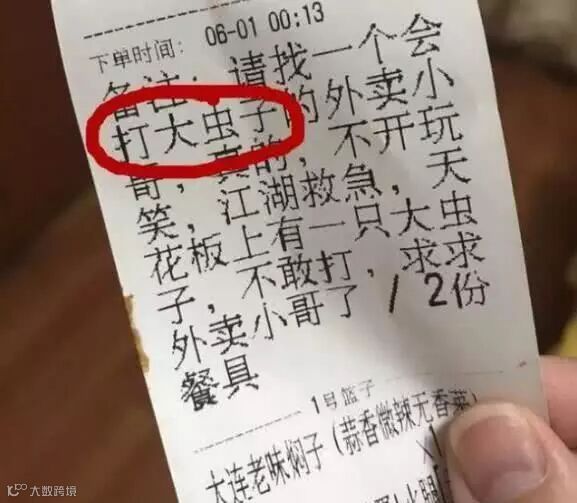 下单时间： 06-01 00:13
备注： 请找一个会
打大虫子的外卖小
哥，真的，不开玩
笑，江湖救急，天
花板上有一只大虫
子，不敢打，求求
外卖小哥了 / 2份
餐具
1号篮子
大连老味焖子（蒜香微辣无香菜）
×1
大数跨境